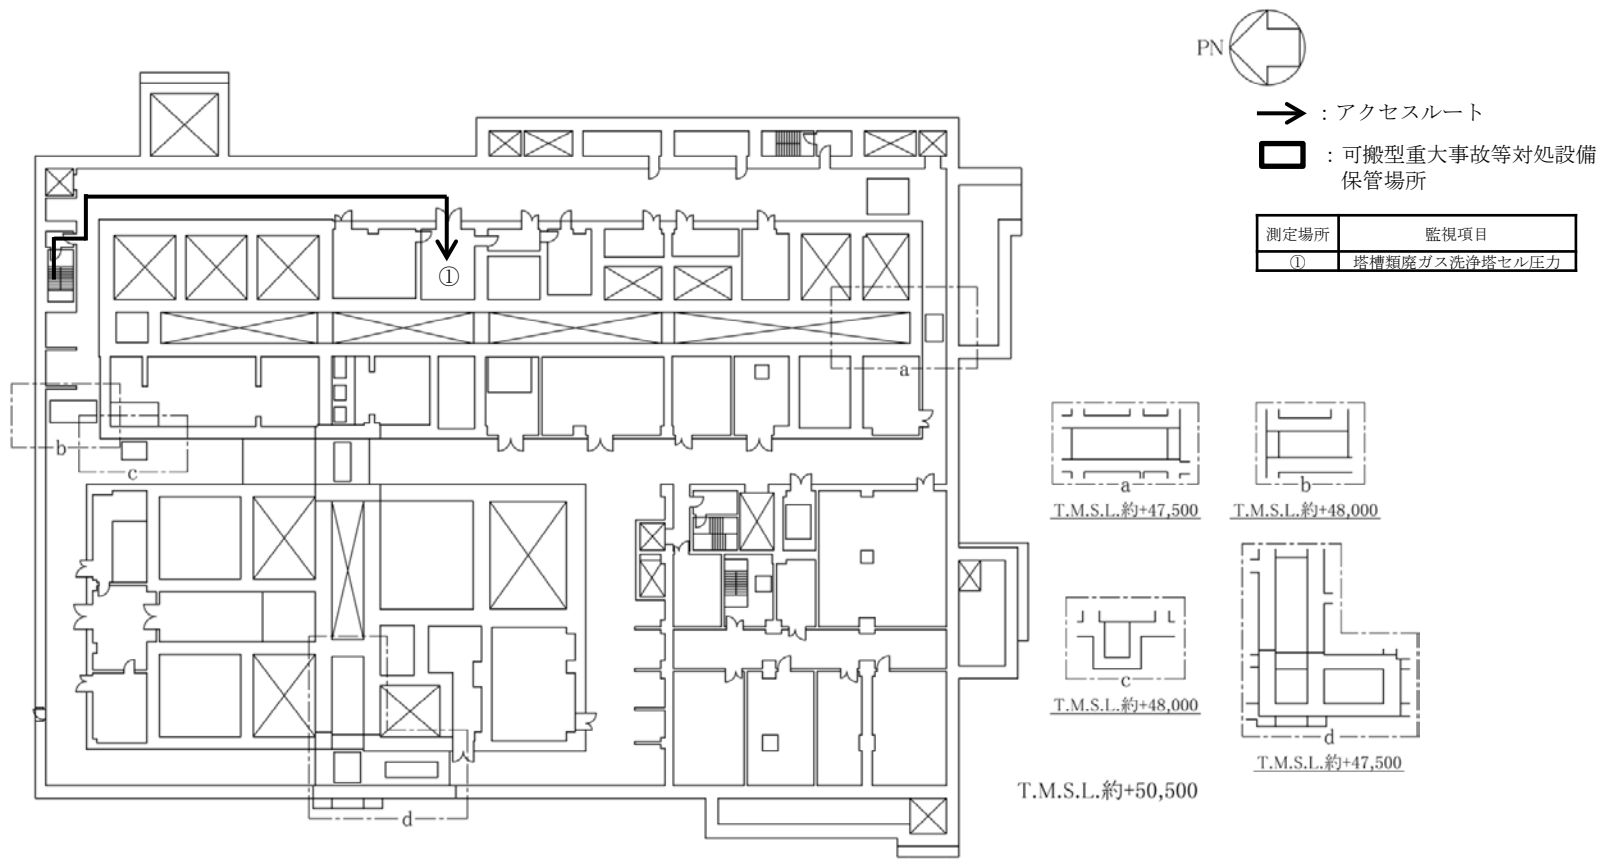 PN
：アクセスルート
：可搬型重大事故等対処設備
保管場所
測定場所 監視項目
① 塔槽類廃ガス洗浄塔セル圧力
①
a
b
c
d
a
T.M.S.L.約+47,500
b
T.M.S.L.約+48,000
c
T.M.S.L.約+48,000
d
T.M.S.L.約+47,500
T.M.S.L.約+50,500